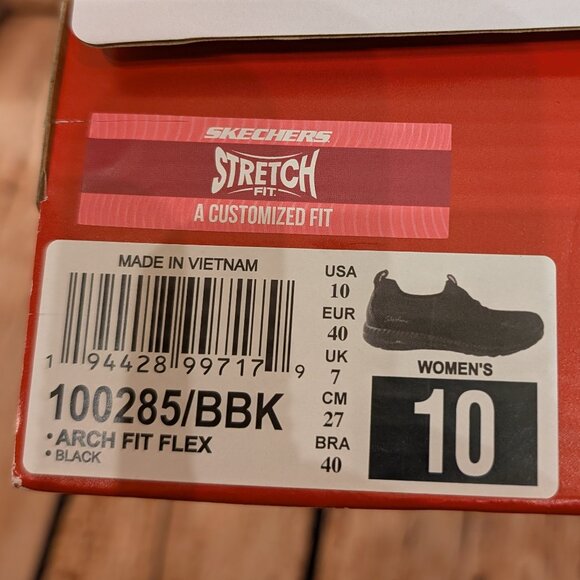 SKECHERS
STRETCH
FIT.
A CUSTOMIZED FIT
MADE IN VIETNAM
1 94428 99717 9
100285/BBK
• ARCH FIT FLEX
• BLACK
USA
10
EUR
40
UK
7
CM
27
BRA
40
Skechers
WOMEN'S
10